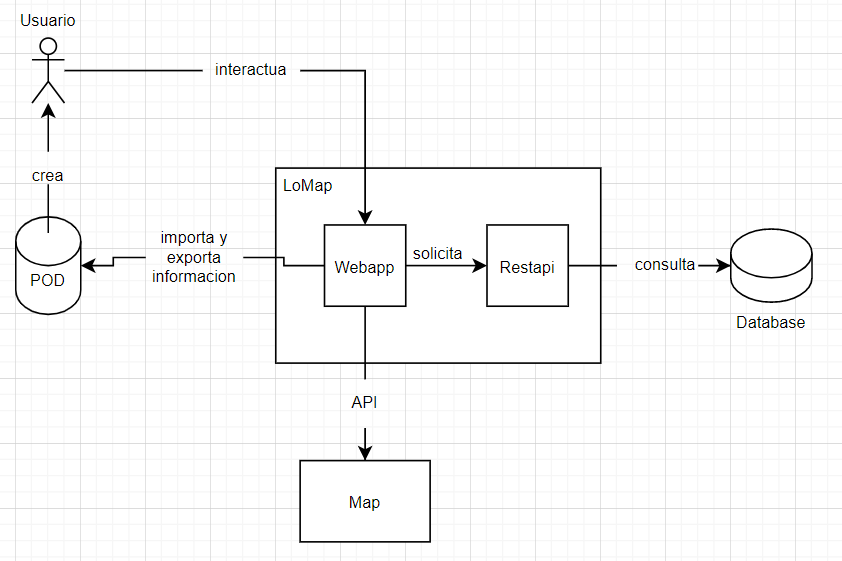 Usuario
interactua
crea
LoMap
importa y
exporta
informacion
POD
Webapp
solicita
Restapi
consulta
Database
API
Map